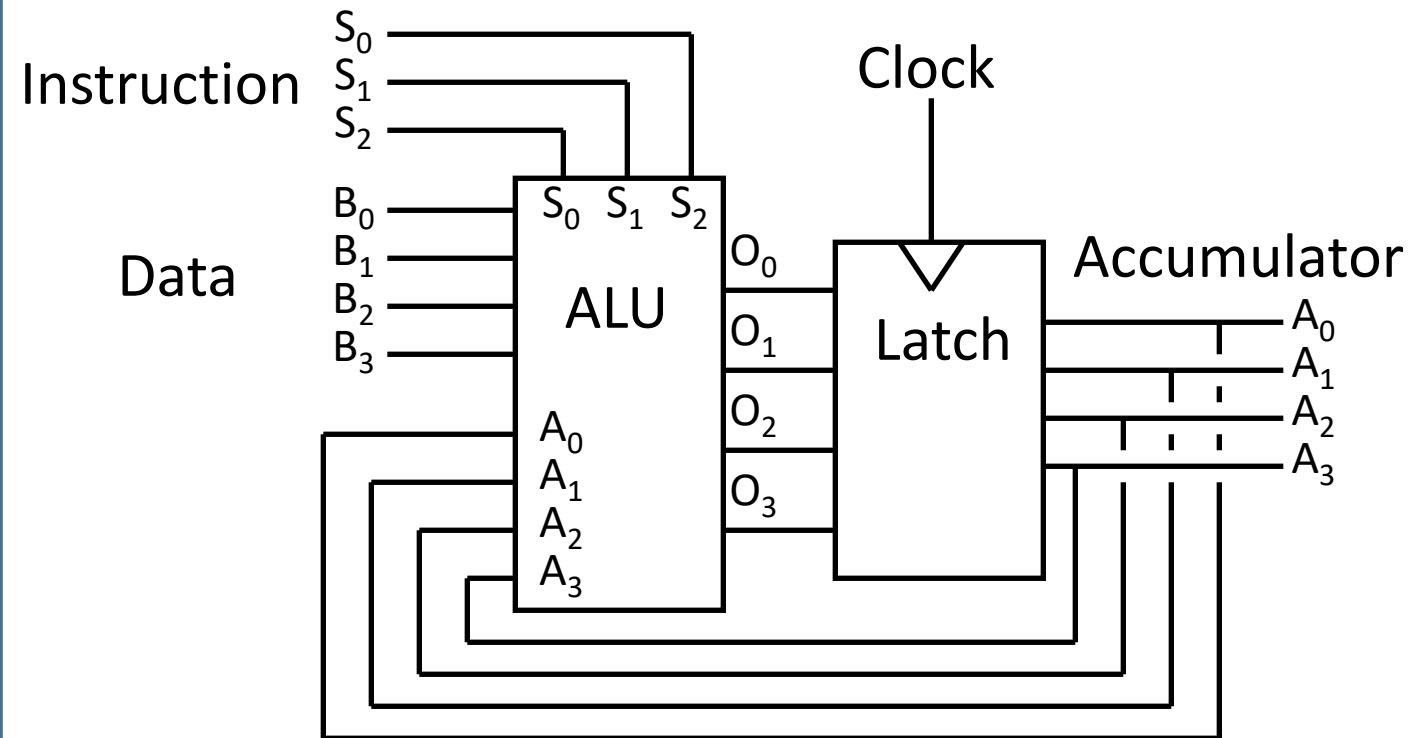 Instruction
S₀
S₁
S₂
Clock
Data
B₀
B₁
B₂
B₃
S₀ S₁ S₂
ALU
A₀
A₁
A₂
A₃
O₀
O₁
O₂
O₃
Latch
Accumulator
A₀
A₁
A₂
A₃